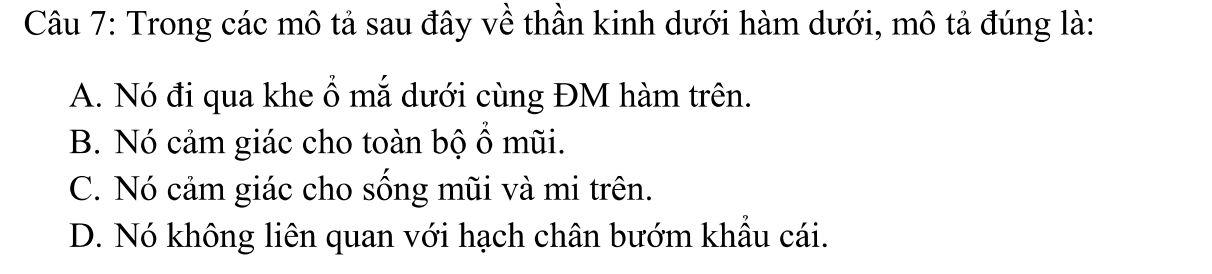 Câu 7: Trong các mô tả sau đây về thần kinh dưới hàm dưới, mô tả đúng là:
A. Nó đi qua khe ổ mắ dưới cùng ĐM hàm trên.
B. Nó cảm giác cho toàn bộ ổ mũi.
C. Nó cảm giác cho sống mũi và mi trên.
D. Nó không liên quan với hạch chân bướm khẩu cái.